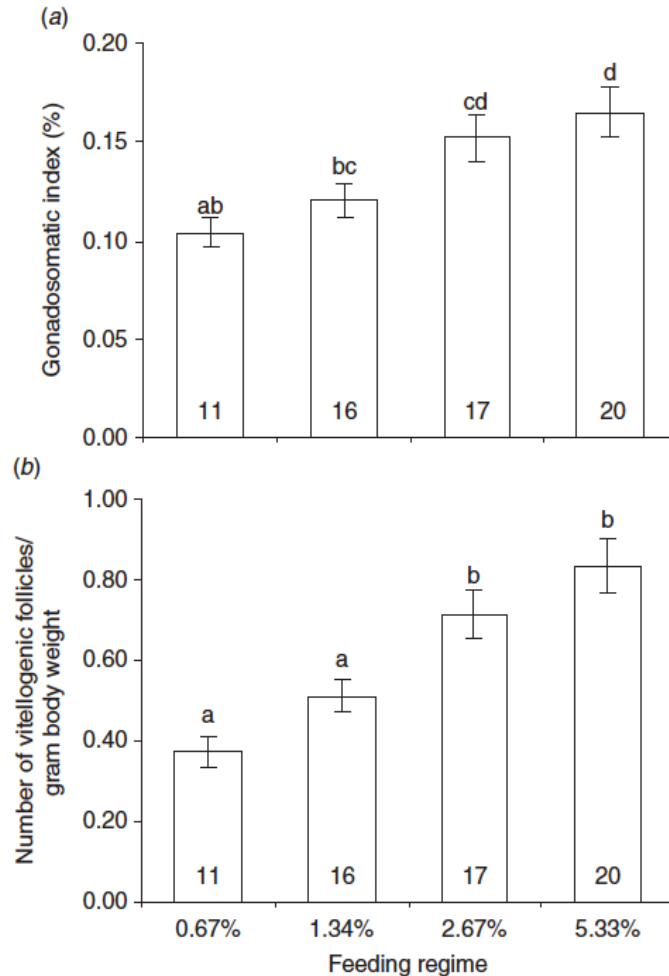 (a)
0.20
0.15
0.10
0.05
0.00
Gonadosomatic index (%)
ab
bc
cd
d
11
16
17
20
(b)
1.00
0.80
0.60
0.40
0.20
0.00
Number of vitellogenic follicles/
gram body weight
a
a
b
b
11
16
17
20
0.67%
1.34%
2.67%
5.33%
Feeding regime